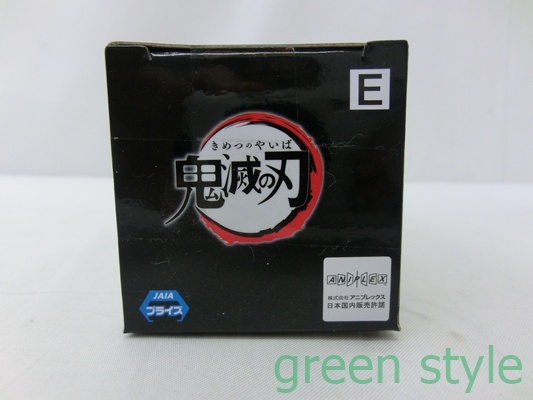 E
きめつのやいば
鬼滅の刃
JAIA
プライズ
ANIPLEX
株式会社アニプレックス
日本国内販売許諾
green style